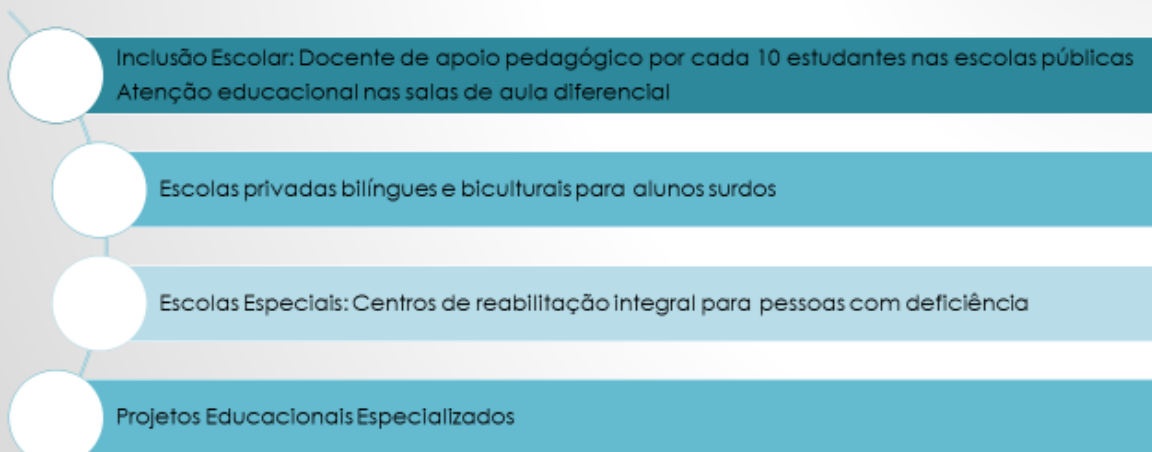 Inclusão Escolar: Docente de apoio pedagógico por cada 10 estudantes nas escolas públicas
Atenção educacional nas salas de aula diferencial
Escolas privadas bilíngues e biculturais para alunos surdos
Escolas Especiais: Centros de reabilitação integral para pessoas com deficiência
Projetos Educacionais Especializados